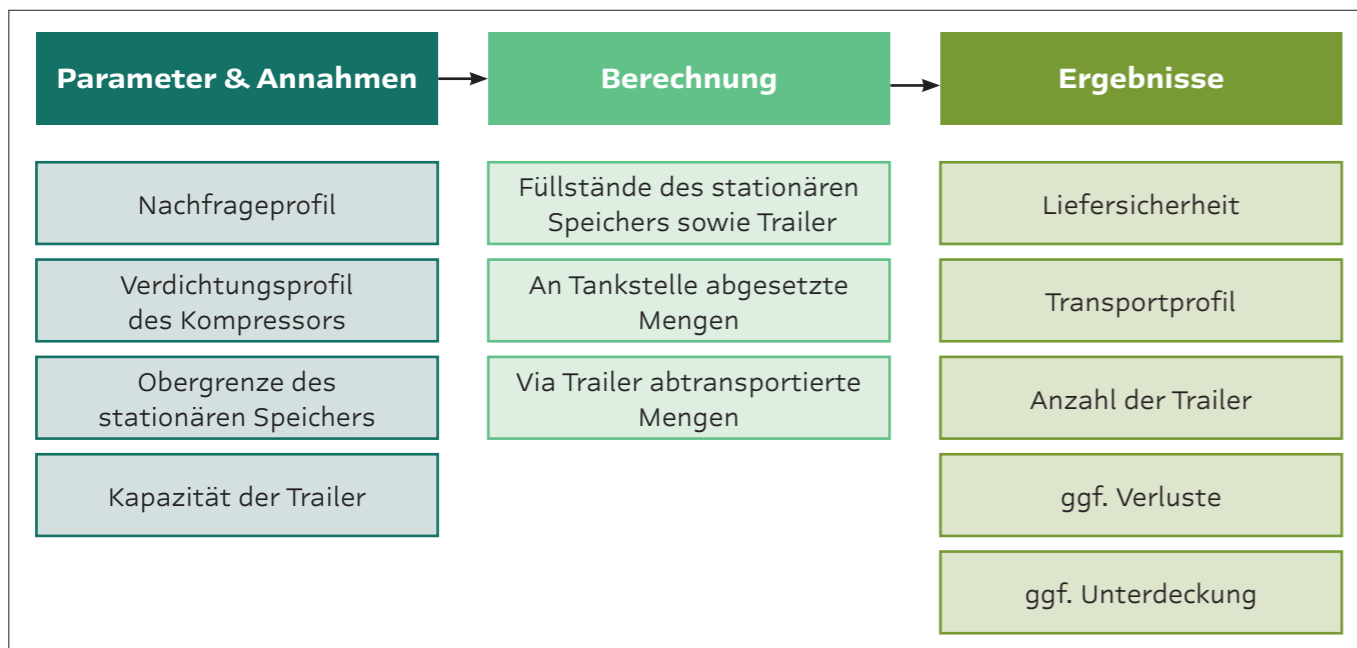 Parameter & Annahmen
Nachfrageprofil
Verdichtungsprofil
des Kompressors
Obergrenze des
stationären Speichers
Kapazität der Trailer
Berechnung
Füllstände des stationären
Speichers sowie Trailer
An Tankstelle abgesetzte
Mengen
Via Trailer abtransportierte
Mengen
Ergebnisse
Liefersicherheit
Transportprofil
Anzahl der Trailer
ggf. Verluste
ggf. Unterdeckung